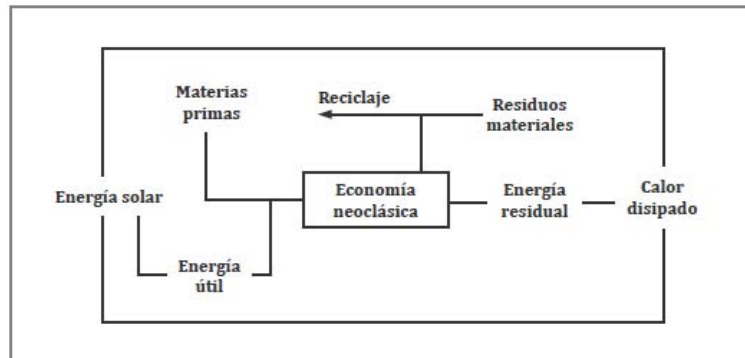 Materias
primas
Reciclaje
Residuos
materiales
Energía solar
Economía
neoclásica
Energía
residual
Calor
disipado
Energía
útil